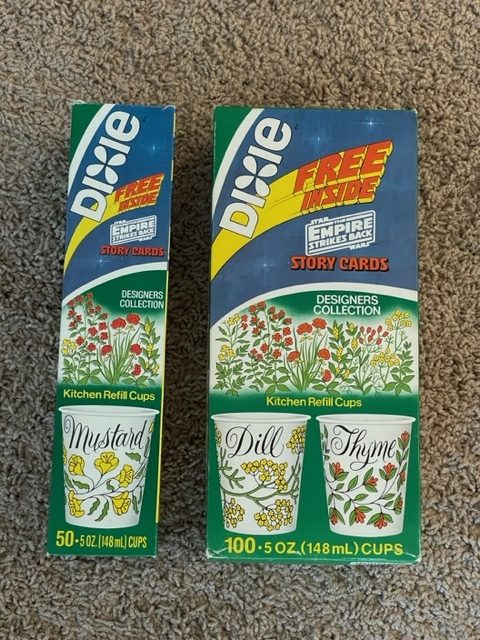 DIXIE
FREE
INSIDE
STAR
THE
EMPIRE
STRIKES BACK
WARS
STORY CARDS
DESIGNERS
COLLECTION
Kitchen Refill Cups
Mustard
50 • 5 OZ. (148 mL) CUPS
DIXIE
FREE
INSIDE
STAR
THE
EMPIRE
STRIKES BACK
WARS
STORY CARDS
DESIGNERS
COLLECTION
Kitchen Refill Cups
Dill
Thyme
100 • 5 OZ. (148 mL) CUPS